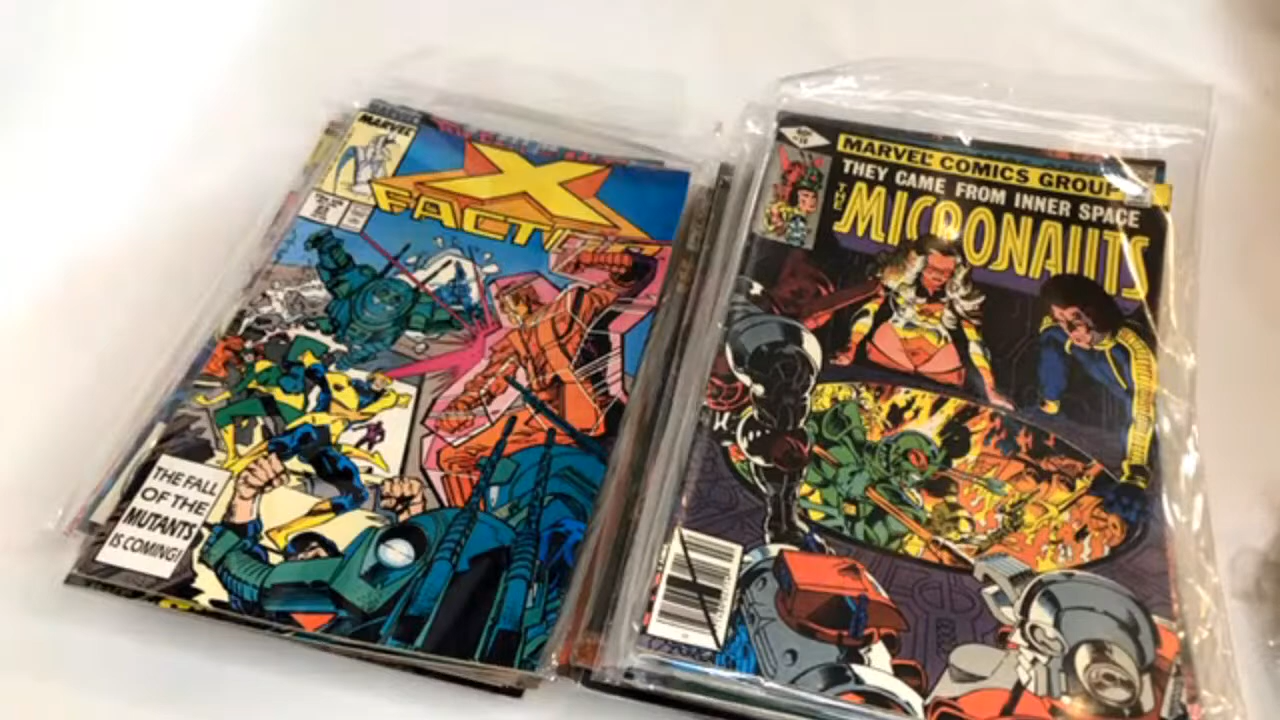 MARVEL
X
FACTOR
THE FALL
OF THE
MUTANTS
IS COMING!
MARVEL COMICS GROUP
THEY CAME FROM INNER SPACE
THE
MICRONAUTS